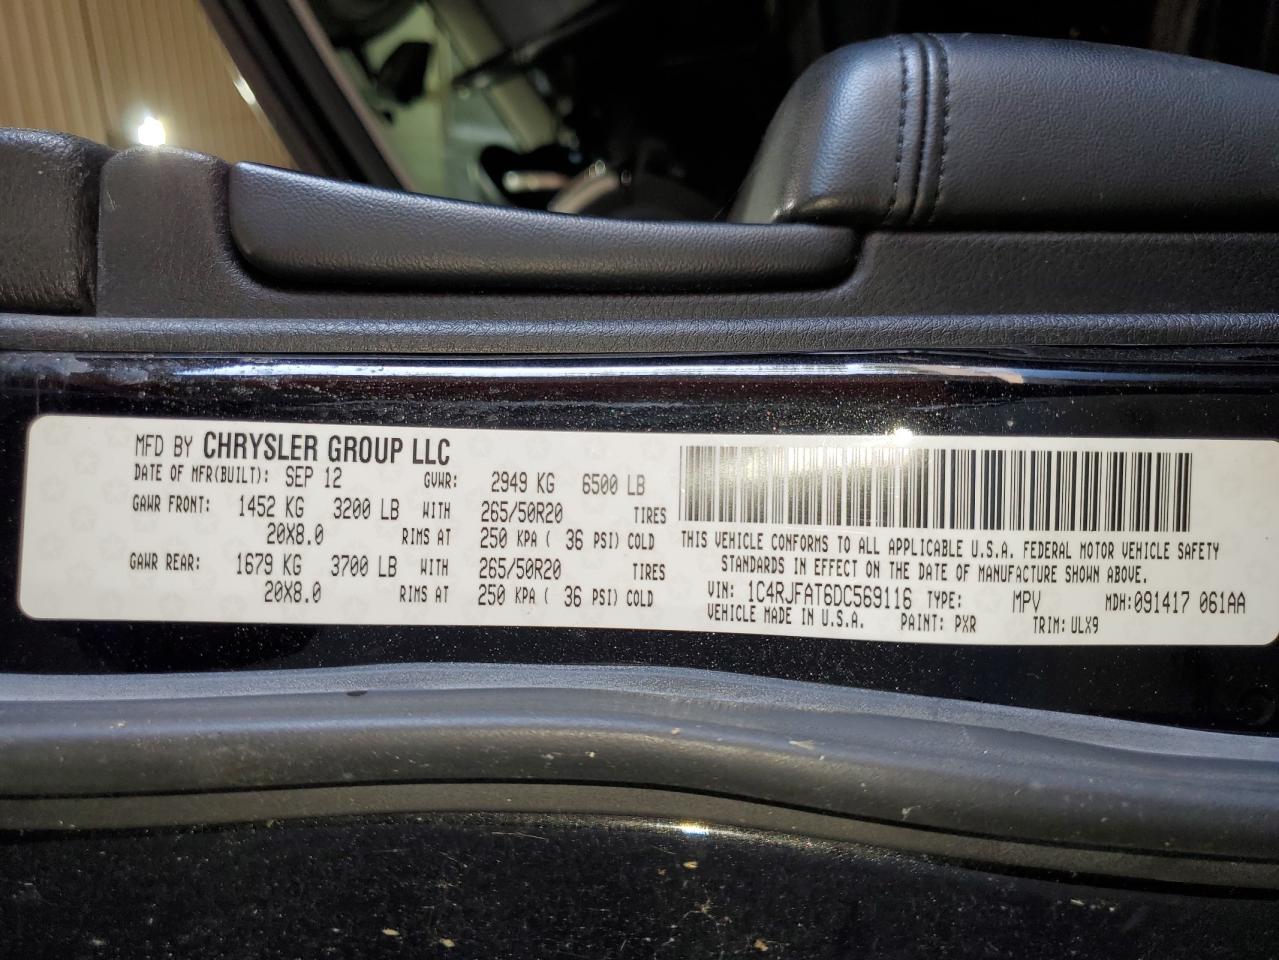 MFD BY CHRYSLER GROUP LLC
DATE OF MFR(BUILT): SEP 12 GVWR: 2949 KG 6500 LB
GAWR FRONT: 1452 KG 3200 LB WITH 265/50R20 TIRES
20X8.0 RIMS AT 250 KPA ( 36 PSI) COLD
GAWR REAR: 1679 KG 3700 LB WITH 265/50R20 TIRES
20X8.0 RIMS AT 250 KPA ( 36 PSI) COLD
THIS VEHICLE CONFORMS TO ALL APPLICABLE U.S.A. FEDERAL MOTOR VEHICLE SAFETY
STANDARDS IN EFFECT ON THE DATE OF MANUFACTURE SHOWN ABOVE.
VIN: 1C4RJFAT6DC569116 TYPE: MPV MDH:091417 061AA
VEHICLE MADE IN U.S.A. PAINT: PXR TRIM: ULX9